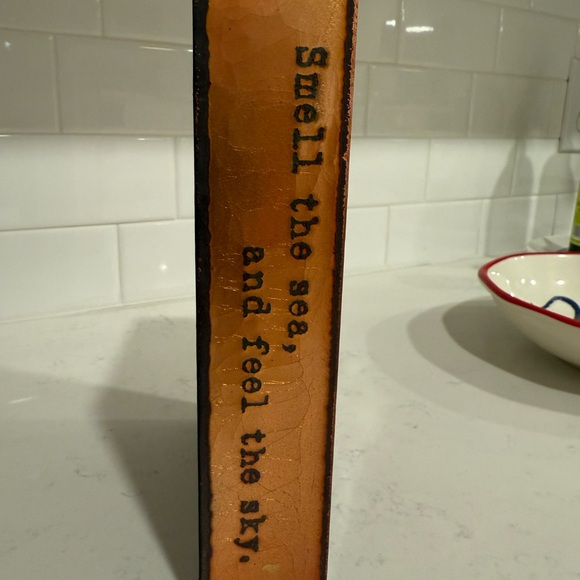 Smell the sea,
and feel the sky.